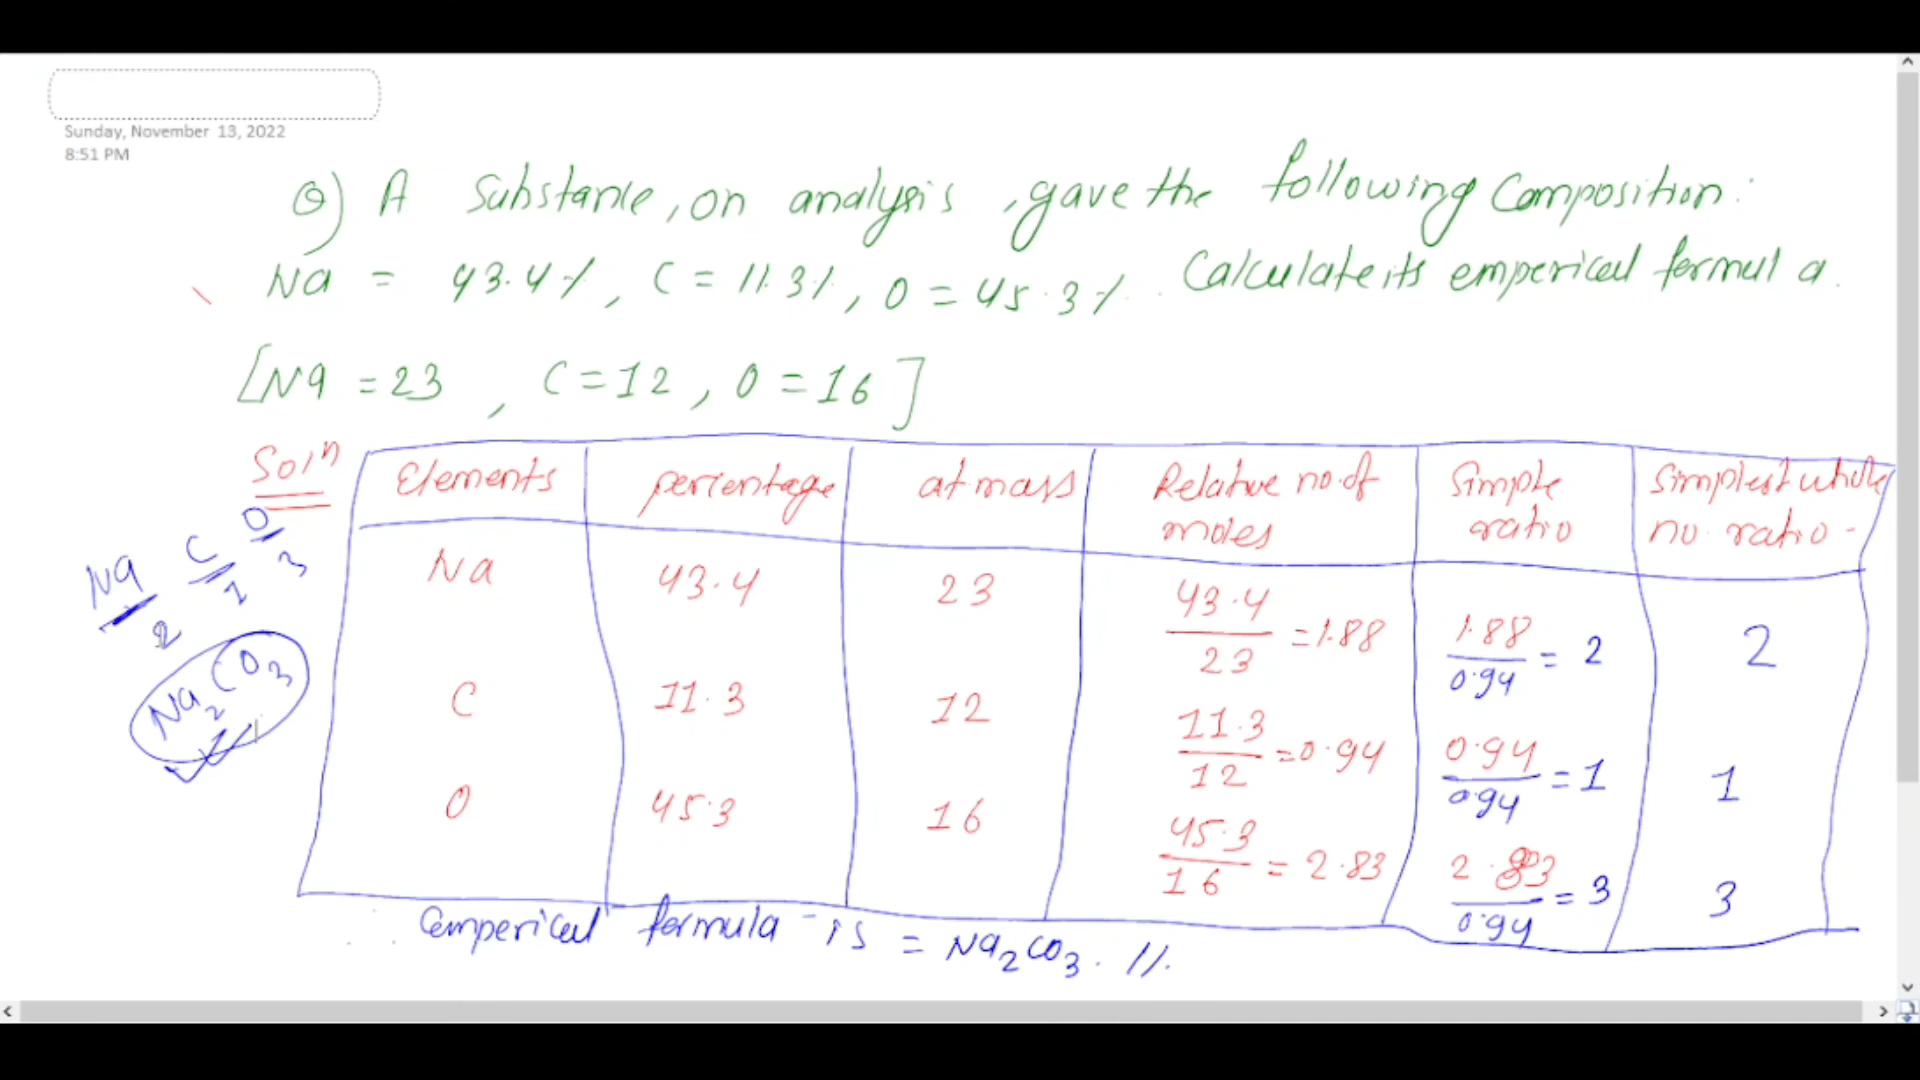 Sunday, November 13, 2022
8:51 PM
Q) A Substance, on analysis, gave the following Composition:
Na = 43.4%, C = 11.3%, O = 45.3%. Calculate its emperical formula.
[Na = 23, C = 12, O = 16]
Soln
Elements percentage at mass Relative no. of moles Simple ratio Simplest whole no. ratio -
Na 43.4 23 43.4/23 = 1.88 1.88/0.94 = 2 2
C 11.3 12 11.3/12 = 0.94 0.94/0.94 = 1 1
O 45.3 16 45.3/16 = 2.83 2.83/0.94 = 3 3
Na C O
2 1 3
Na2CO3
emperical formula is = Na2CO3. //.